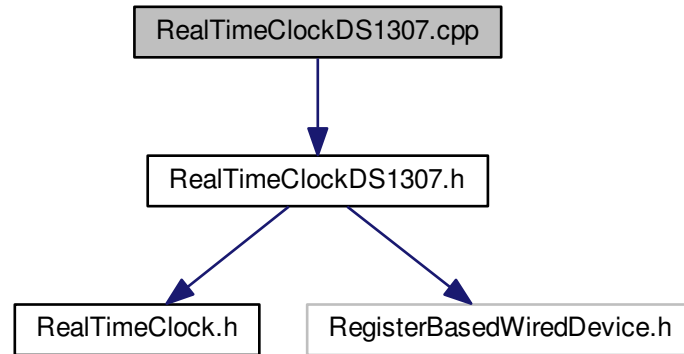 RealTimeClockDS1307.cpp
RealTimeClockDS1307.h
RealTimeClock.h
RegisterBasedWiredDevice.h